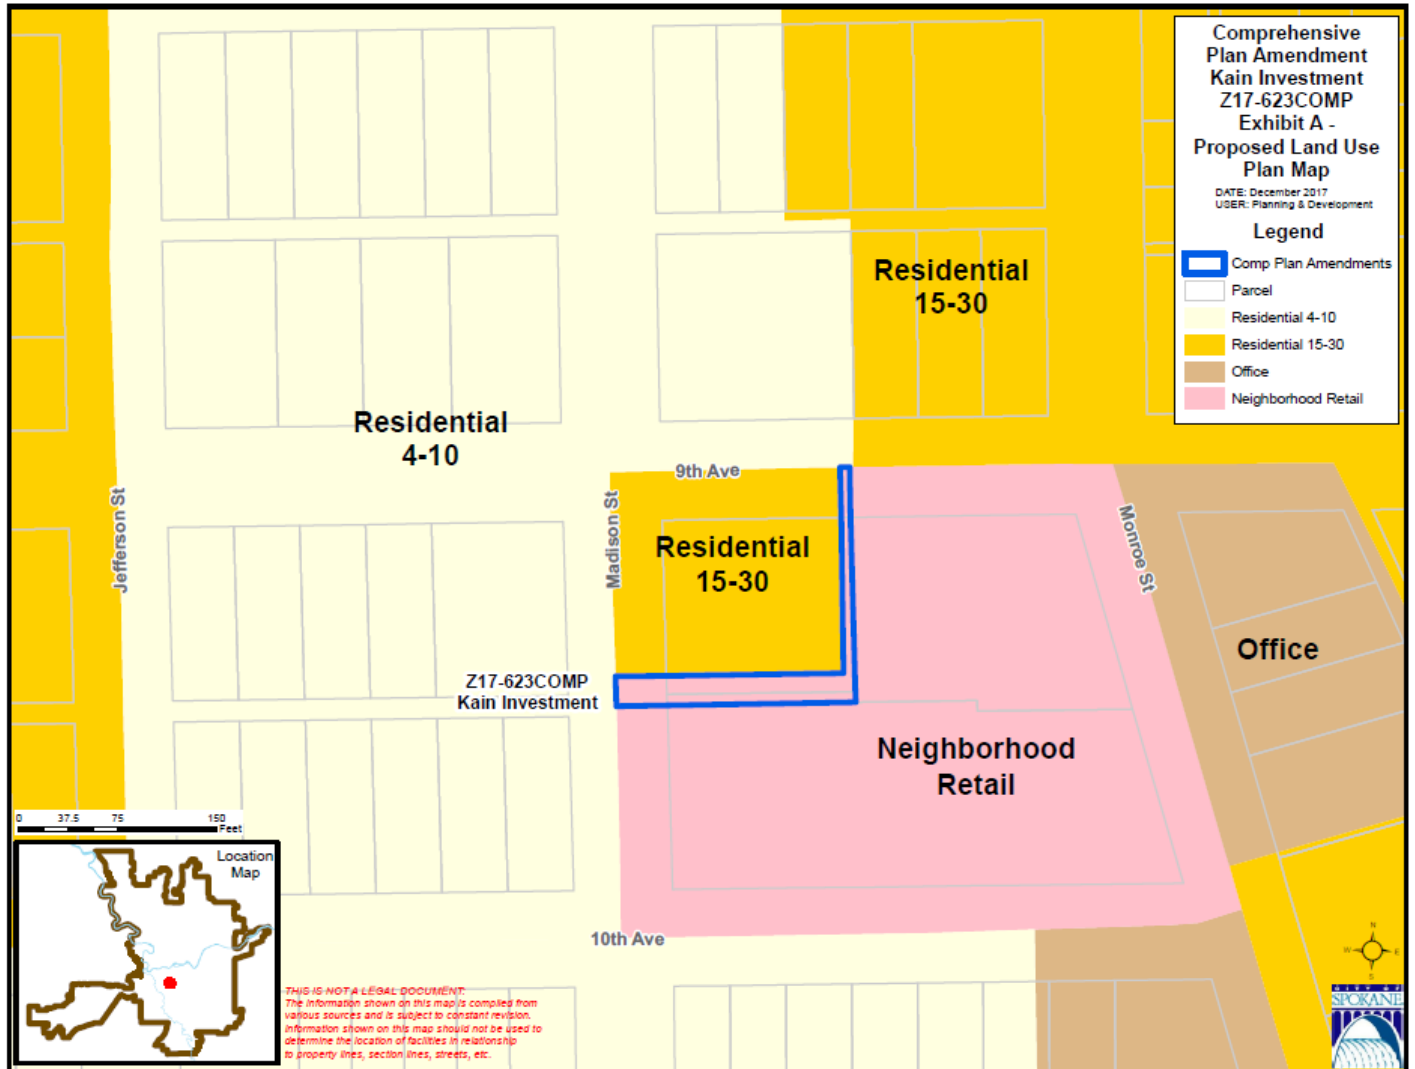 Comprehensive
Plan Amendment
Kain Investment
Z17-623COMP
Exhibit A -
Proposed Land Use
Plan Map
DATE: December 2017
USER: Planning & Development
Legend
Comp Plan Amendments
Parcel
Residential 4-10
Residential 15-30
Office
Neighborhood Retail
Residential
15-30
Residential
4-10
9th Ave
Jefferson St
Madison St
Monroe St
Residential
15-30
Office
Z17-623COMP
Kain Investment
Neighborhood
Retail
10th Ave
0 37.5 75 150
Feet
Location
Map
THIS IS NOT A LEGAL DOCUMENT:
The information shown on this map is compiled from
various sources and is subject to constant revision.
Information shown on this map should not be used to
determine the location of facilities in relationship
to property lines, section lines, streets, etc.
N
W E
S
CITY OF
SPOKANE